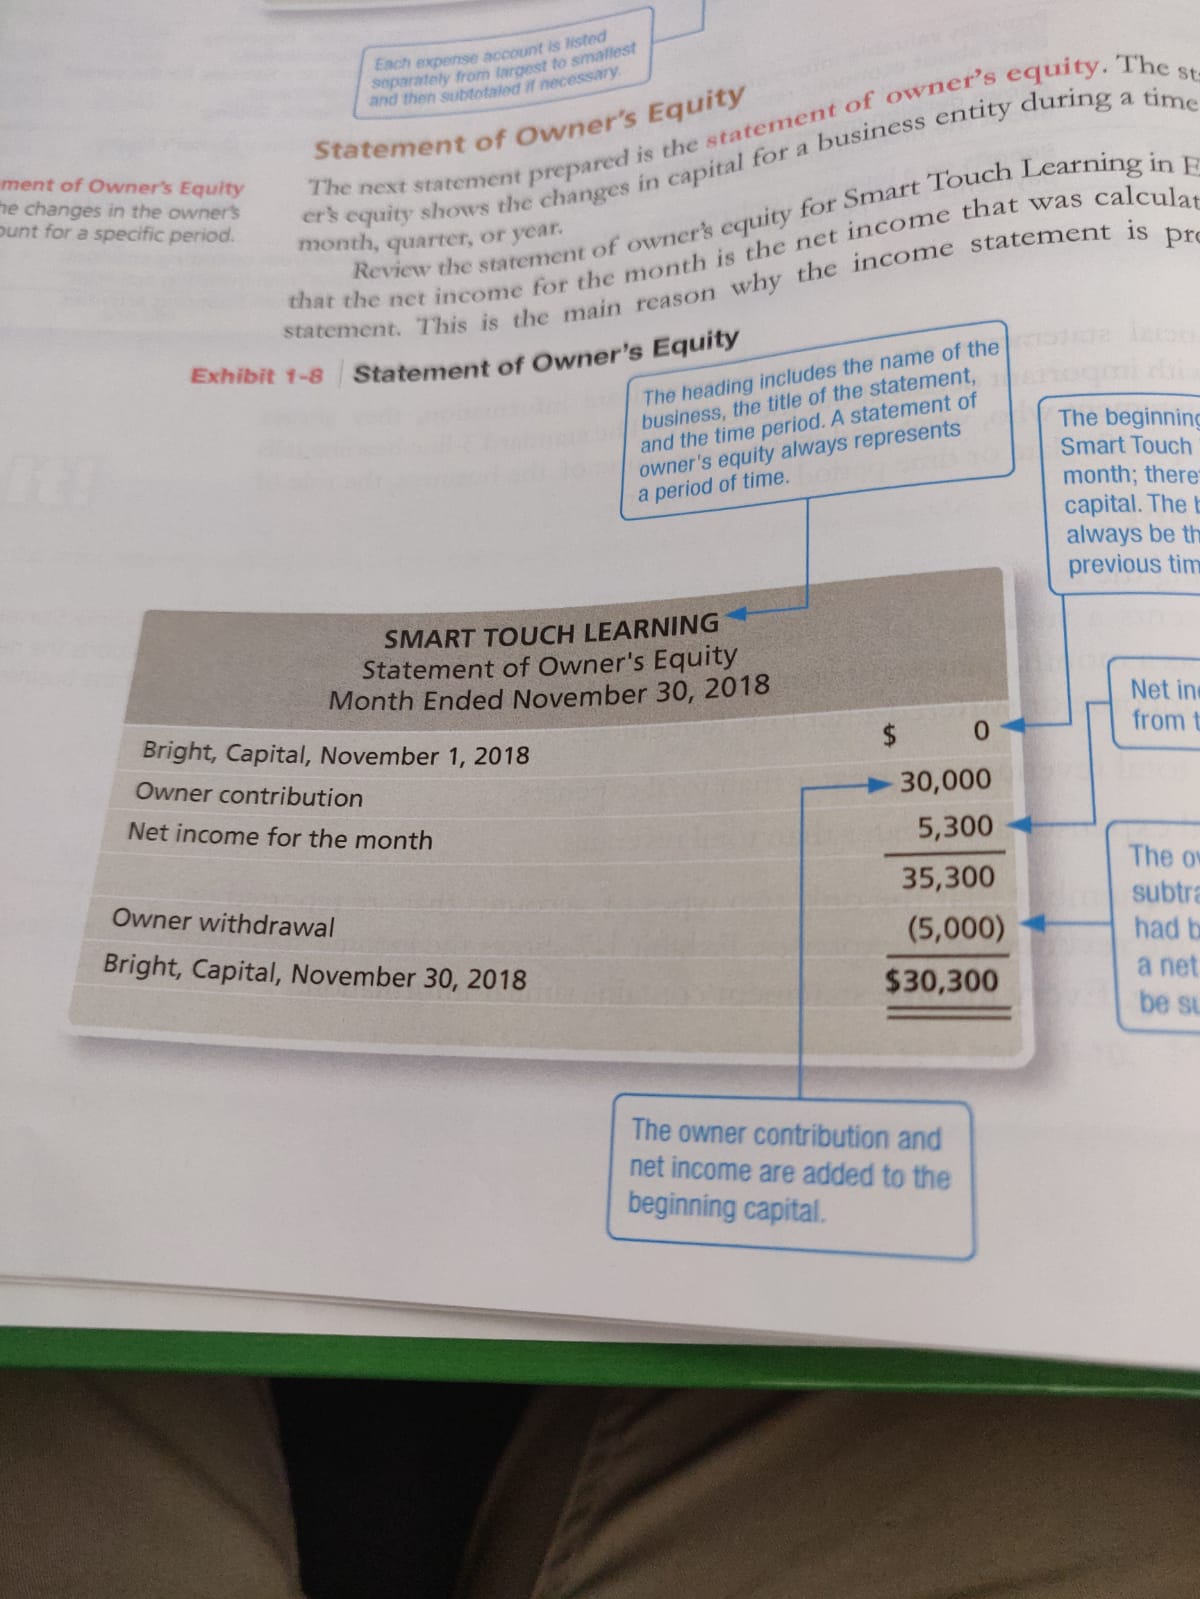 Each expense account is listed
separately from largest to smallest
and then subtotaled if necessary.
Statement of Owner's Equity
The next statement prepared is the statement of owner's equity. The st
er's equity shows the changes in capital for a business entity during a time
month, quarter, or year.
Review the statement of owner's equity for Smart Touch Learning in E
that the net income for the month is the net income that was calculat
statement. This is the main reason why the income statement is pre
ment of Owner's Equity
he changes in the owner's
ount for a specific period.
Exhibit 1-8 | Statement of Owner's Equity
The heading includes the name of the
business, the title of the statement,
and the time period. A statement of
owner's equity always represents
a period of time.
The beginning
Smart Touch
month; there
capital. The b
always be th
previous tim
SMART TOUCH LEARNING
Statement of Owner's Equity
Month Ended November 30, 2018
Bright, Capital, November 1, 2018 $ 0
Owner contribution 30,000
Net income for the month 5,300
35,300
Owner withdrawal (5,000)
Bright, Capital, November 30, 2018 $30,300
Net inc
from t
The ow
subtra
had b
a net
be su
The owner contribution and
net income are added to the
beginning capital.